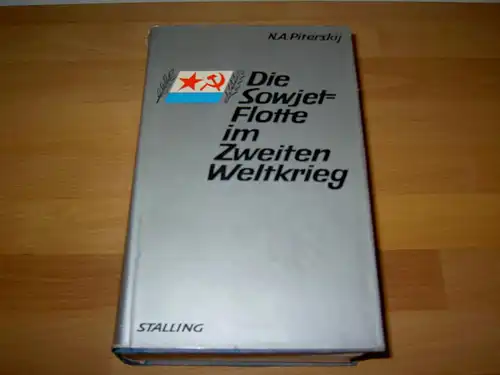 N.A. Piterskij
Die
Sowjet=
Flotte
im
Zweiten
Weltkrieg
STALLING